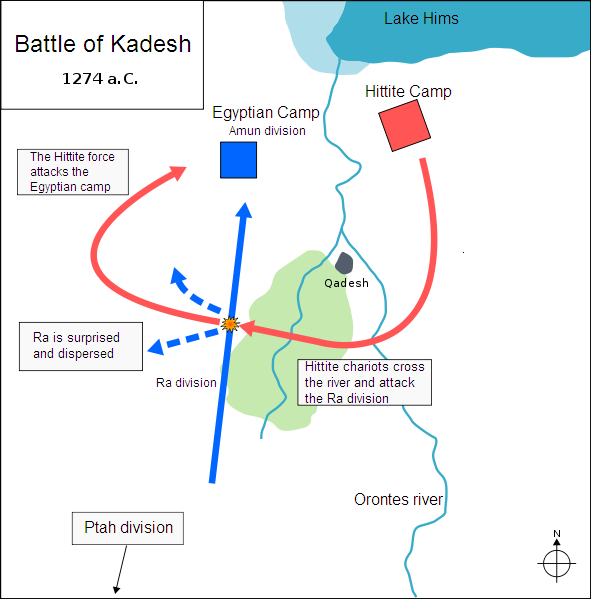 Battle of Kadesh
1274 a.C.
Lake Hims
Hittite Camp
Egyptian Camp
Amun division
The Hittite force
attacks the
Egyptian camp
Qadesh
Ra is surprised
and dispersed
Ra division
Hittite chariots cross
the river and attack
the Ra division
Orontes river
Ptah division
N